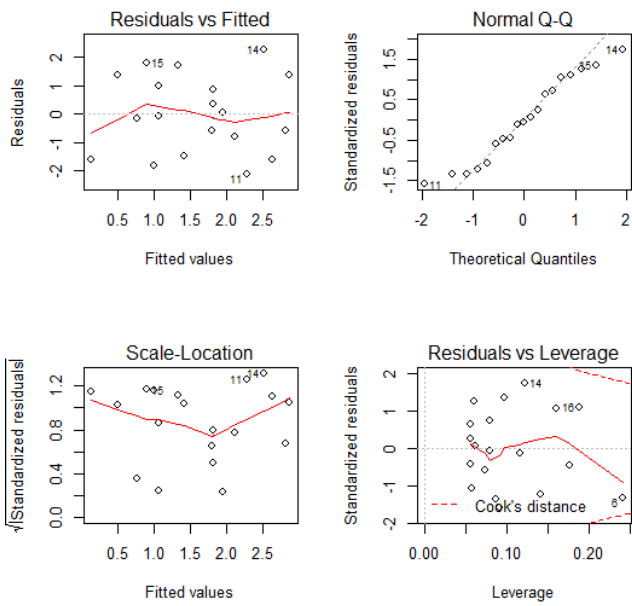 Residuals vs Fitted
Residuals
2
1
0
-1
-2
15
14
11
0.5 1.0 1.5 2.0 2.5
Fitted values
Normal Q-Q
Standardized residuals
1.5
0.5
-0.5
-1.5
14
15
11
-2 -1 0 1 2
Theoretical Quantiles
Scale-Location
√|Standardized residuals|
1.2
0.8
0.4
0.0
15
11
14
0.5 1.0 1.5 2.0 2.5
Fitted values
Residuals vs Leverage
Standardized residuals
2
1
0
-1
-2
14
16
6
Cook's distance
0.00 0.10 0.20
Leverage